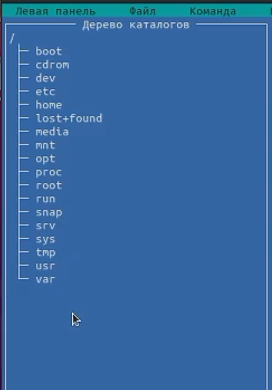 Левая панель Файл Команда
Дерево каталогов
/
boot
cdrom
dev
etc
home
lost+found
media
mnt
opt
proc
root
run
snap
srv
sys
tmp
usr
var